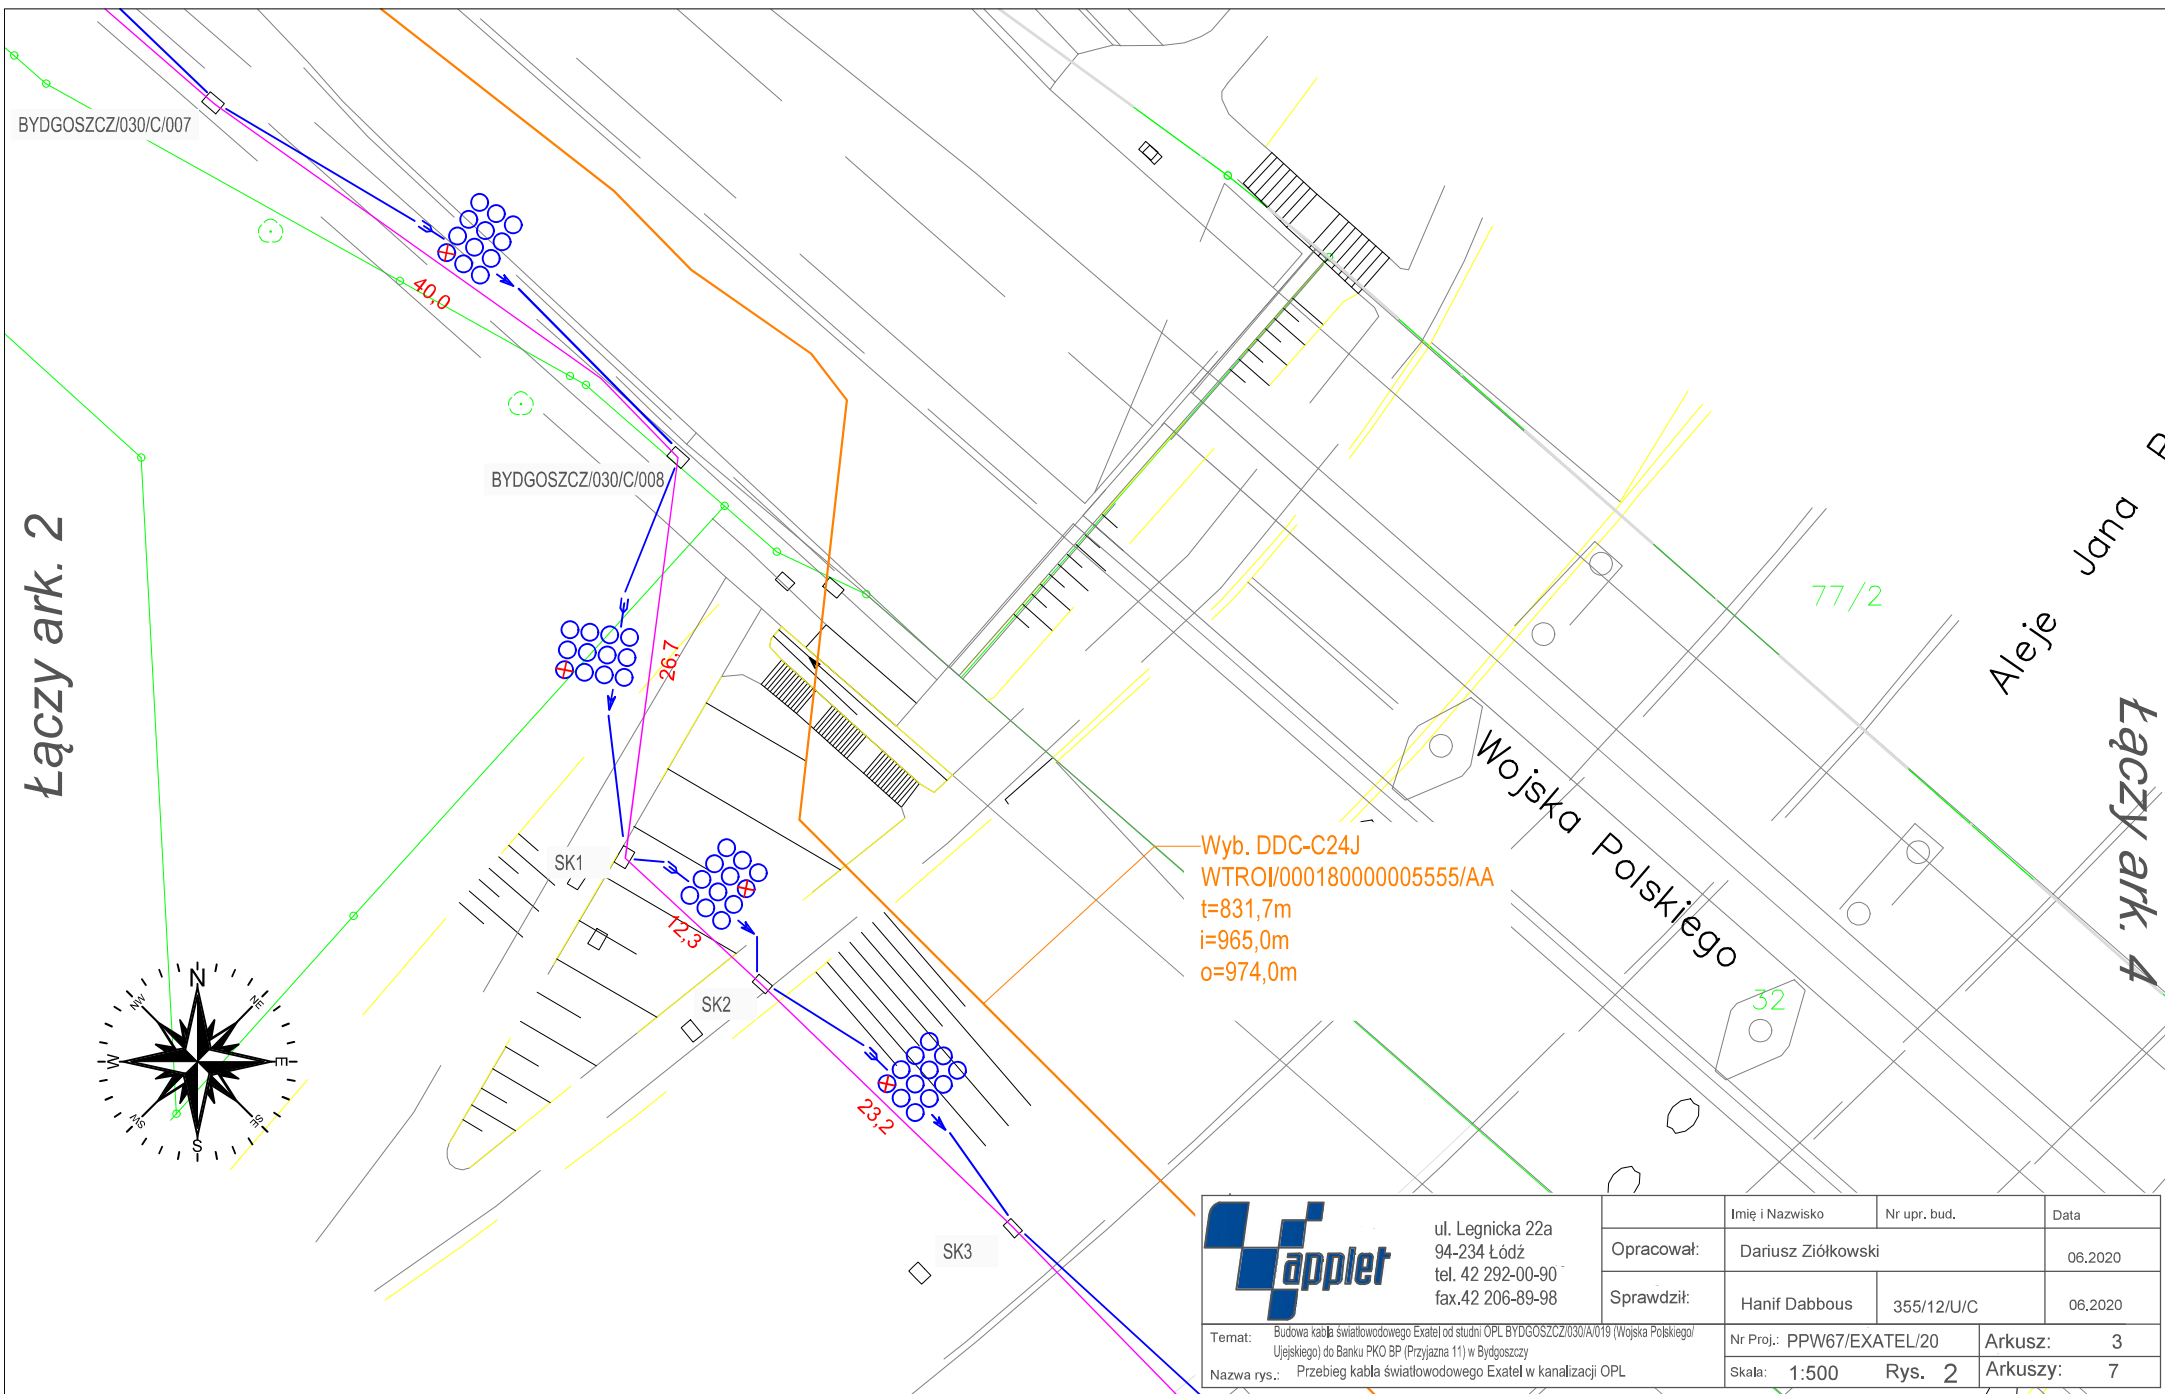 BYDGOSZCZ/030/C/007
40,0
BYDGOSZCZ/030/C/008
Łączy ark. 2
26,7
SK1
12,3
SK2
23,2
SK3
N
NE
E
SE
S
SW
W
NW
Wyb. DDC-C24J
WTROI/000180000005555/AA
t=831,7m
i=965,0m
o=974,0m
Wojska Polskiego
Aleje Jana
77/2
32
Łączy ark. 4
applet
ul. Legnicka 22a
94-234 Łódź
tel. 42 292-00-90
fax.42 206-89-98
Imię i Nazwisko
Nr upr. bud.
Data
Opracował:
Dariusz Ziółkowski
06.2020
Sprawdził:
Hanif Dabbous
355/12/U/C
06.2020
Temat: Budowa kabla światłowodowego Exatel od studni OPL BYDGOSZCZ/030/A/019 (Wojska Polskiego/
Ujejskiego) do Banku PKO BP (Przyjazna 11) w Bydgoszczy
Nazwa rys.: Przebieg kabla światłowodowego Exatel w kanalizacji OPL
Nr Proj.: PPW67/EXATEL/20
Arkusz: 3
Skala: 1:500
Rys. 2
Arkuszy: 7